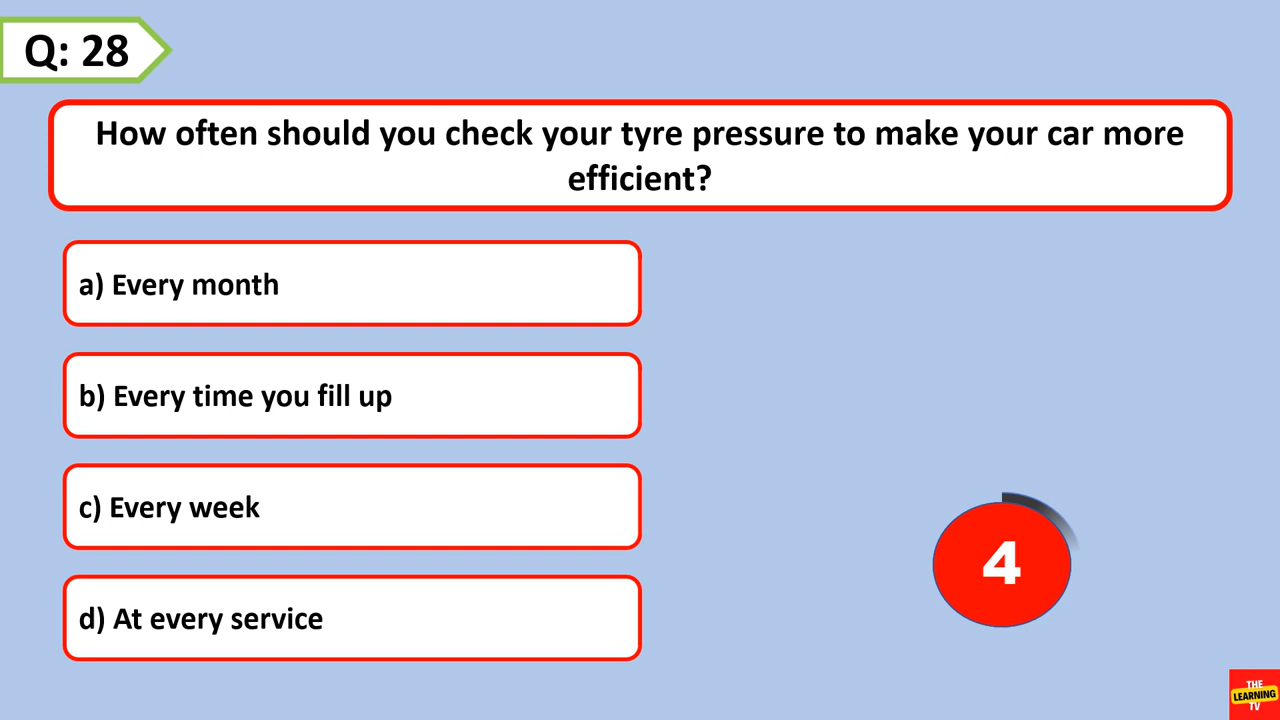 Q: 28
How often should you check your tyre pressure to make your car more
efficient?
a) Every month
b) Every time you fill up
c) Every week
d) At every service
4
THE
LEARNING
TV